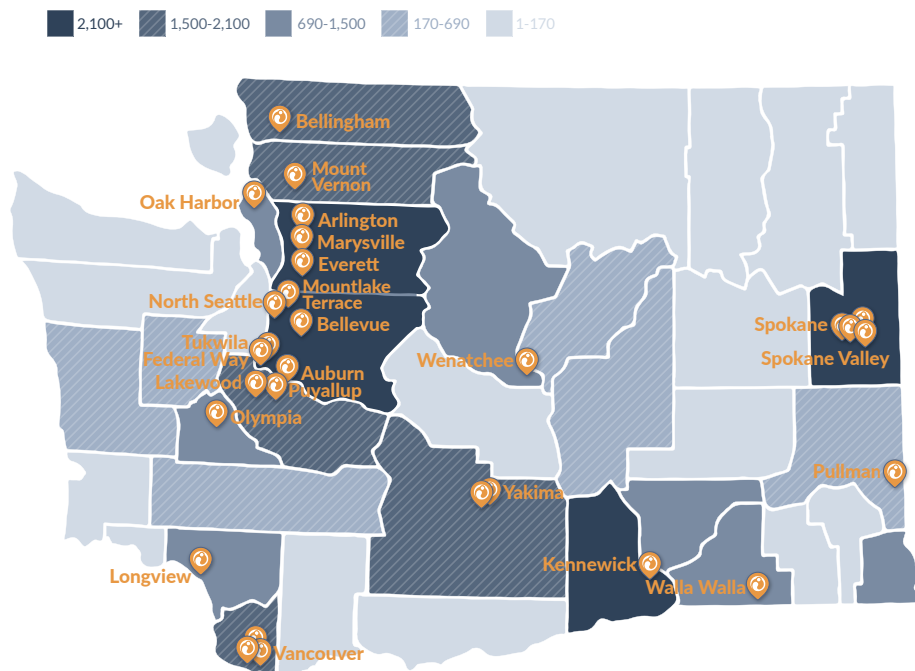 2,100+
1,500-2,100
690-1,500
170-690
1-170
Bellingham
Mount
Vernon
Oak Harbor
Arlington
Marysville
Everett
Mountlake
Terrace
North Seattle
Bellevue
Spokane
Tukwila
Federal Way
Spokane Valley
Wenatchee
Auburn
Lakewood
Puyallup
Olympia
Pullman
Yakima
Kennewick
Longview
Walla Walla
Vancouver